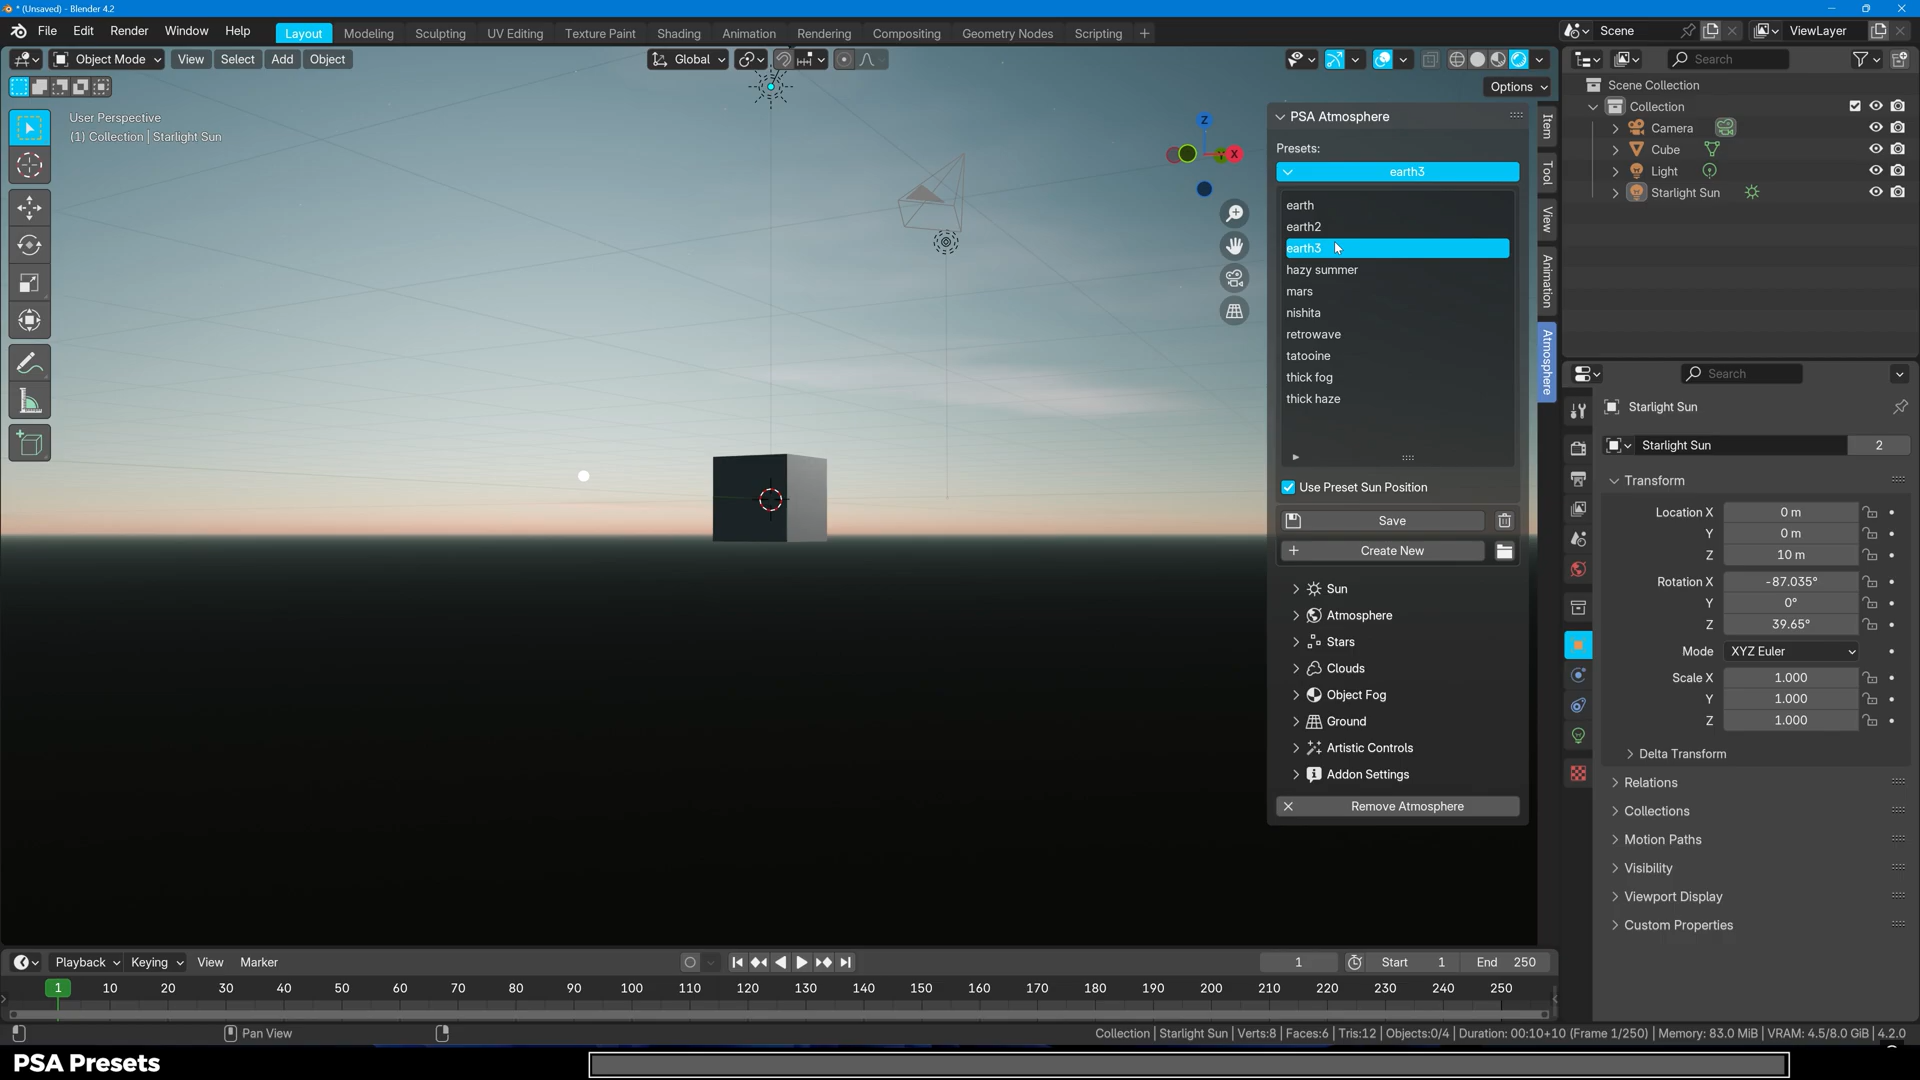 * (Unsaved) - Blender 4.2
File Edit Render Window Help Layout Modeling Sculpting UV Editing Texture Paint Shading Animation Rendering Compositing Geometry Nodes Scripting + Scene ViewLayer
Object Mode View Select Add Object Global Search
Options
User Perspective
(1) Collection | Starlight Sun
Z
X
PSA Atmosphere
Presets:
earth3
earth
earth2
earth3
hazy summer
mars
nishita
retrowave
tatooine
thick fog
thick haze
Use Preset Sun Position
Save
Create New
Sun
Atmosphere
Stars
Clouds
Object Fog
Ground
Artistic Controls
Addon Settings
Remove Atmosphere
Item
Tool
View
Animation
Atmosphere
Scene Collection
Collection
Camera
Cube
Light
Starlight Sun
Search
Starlight Sun
Starlight Sun 2
Transform
Location X 0 m
Y 0 m
Z 10 m
Rotation X -87.035°
Y 0°
Z 39.65°
Mode XYZ Euler
Scale X 1.000
Y 1.000
Z 1.000
Delta Transform
Relations
Collections
Motion Paths
Visibility
Viewport Display
Custom Properties
Playback Keying View Marker 1 Start 1 End 250
1 10 20 30 40 50 60 70 80 90 100 110 120 130 140 150 160 170 180 190 200 210 220 230 240 250
Pan View
Collection | Starlight Sun | Verts:8 | Faces:6 | Tris:12 | Objects:0/4 | Duration: 00:10+10 (Frame 1/250) | Memory: 83.0 MiB | VRAM: 4.5/8.0 GiB | 4.2.0
PSA Presets